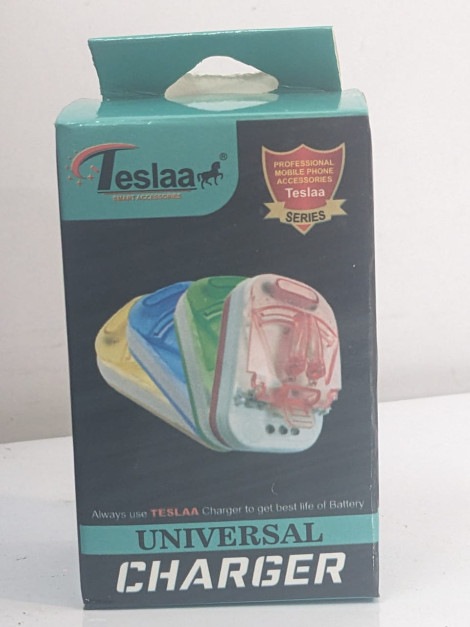 Teslaa®
SMART ACCESSORIES
PROFESSIONAL
MOBILE PHONE
ACCESSORIES
Teslaa
SERIES
Always use TESLAA Charger to get best life of Battery
UNIVERSAL
CHARGER